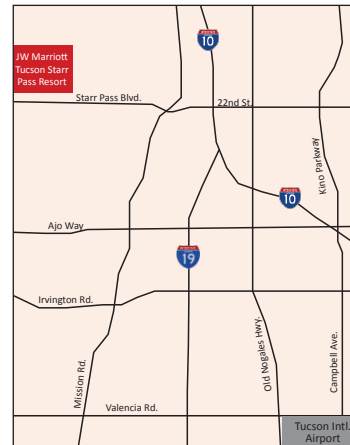 10
JW Marriott
Tucson Starr
Pass Resort
Starr Pass Blvd.
22nd St.
Kino Parkway
10
Ajo Way
19
Irvington Rd.
Mission Rd.
Old Nogales Hwy.
Campbell Ave.
Valencia Rd.
Tucson Intl.
Airport